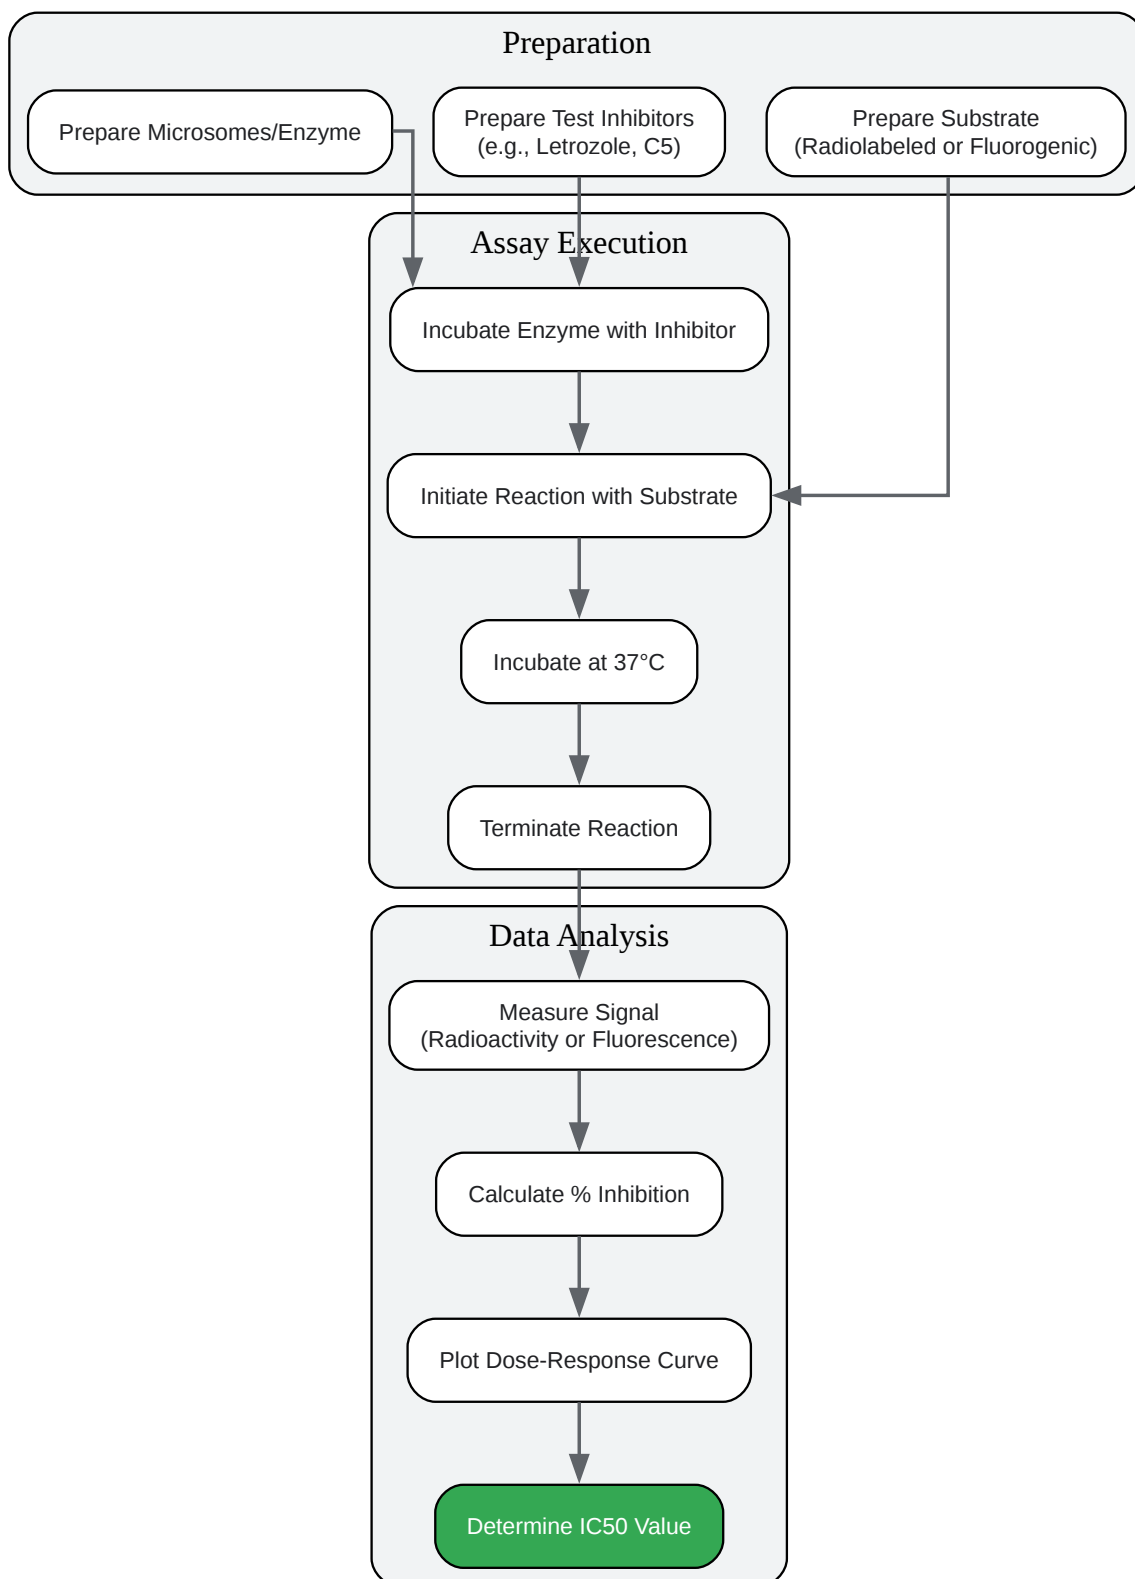 Preparation
Prepare Microsomes/Enzyme
Prepare Test Inhibitors
(e.g., Letrozole, C5)
Prepare Substrate
(Radiolabeled or Fluorogenic)
Assay Execution
Incubate Enzyme with Inhibitor
Initiate Reaction with Substrate
Incubate at 37°C
Terminate Reaction
Data Analysis
Measure Signal
(Radioactivity or Fluorescence)
Calculate % Inhibition
Plot Dose-Response Curve
Determine IC50 Value